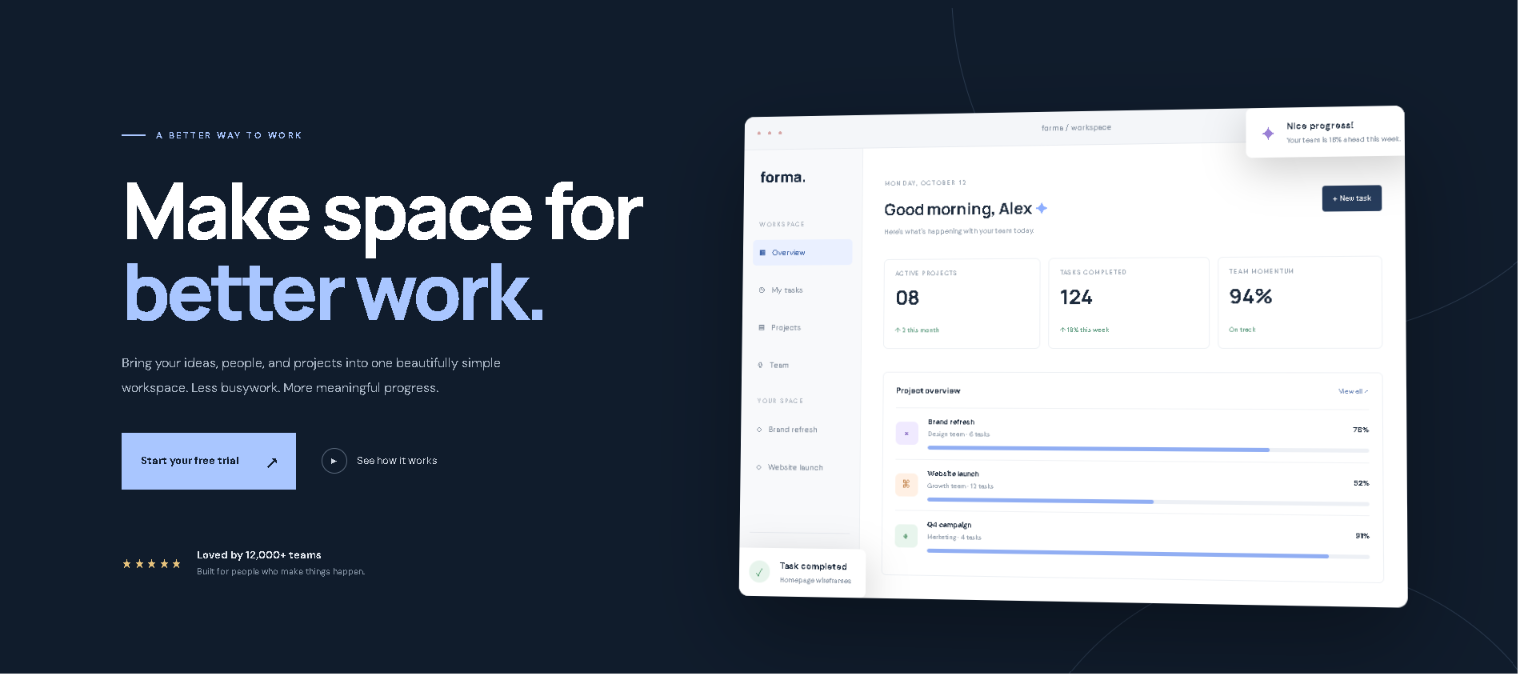 A BETTER WAY TO WORK
Make space for
better work.
Bring your ideas, people, and projects into one beautifully simple
workspace. Less busywork. More meaningful progress.
Start your free trial ↗
▶ See how it works
★★★★★
Loved by 12,000+ teams
Built for people who make things happen.
forma / workspace
Nice progress!
Your team is 18% ahead this week.
forma.
WORKSPACE
Overview
My tasks
Projects
Team
YOUR SPACE
Brand refresh
Website launch
✓ Task completed
Homepage wireframes
MONDAY, OCTOBER 13
Good morning, Alex
Here's what's happening with your team today.
+ New task
ACTIVE PROJECTS
08
↑ 2 this month
TASKS COMPLETED
124
↑ 18% this week
TEAM MOMENTUM
94%
On track
Project overview
View all ↗
Brand refresh
Design team · 6 tasks
76%
Website launch
Growth team · 12 tasks
52%
Q4 campaign
Marketing · 4 tasks
91%